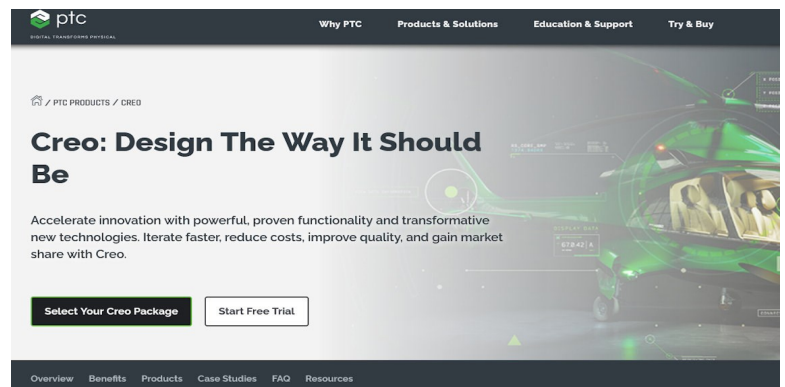 ptc
DIGITAL TRANSFORMS PHYSICAL
Why PTC Products & Solutions Education & Support Try & Buy
/ PTC PRODUCTS / CREO
Creo: Design The Way It Should
Be
Accelerate innovation with powerful, proven functionality and transformative
new technologies. Iterate faster, reduce costs, improve quality, and gain market
share with Creo.
Select Your Creo Package Start Free Trial
DISPLAY DATA
Overview Benefits Products Case Studies FAQ Resources